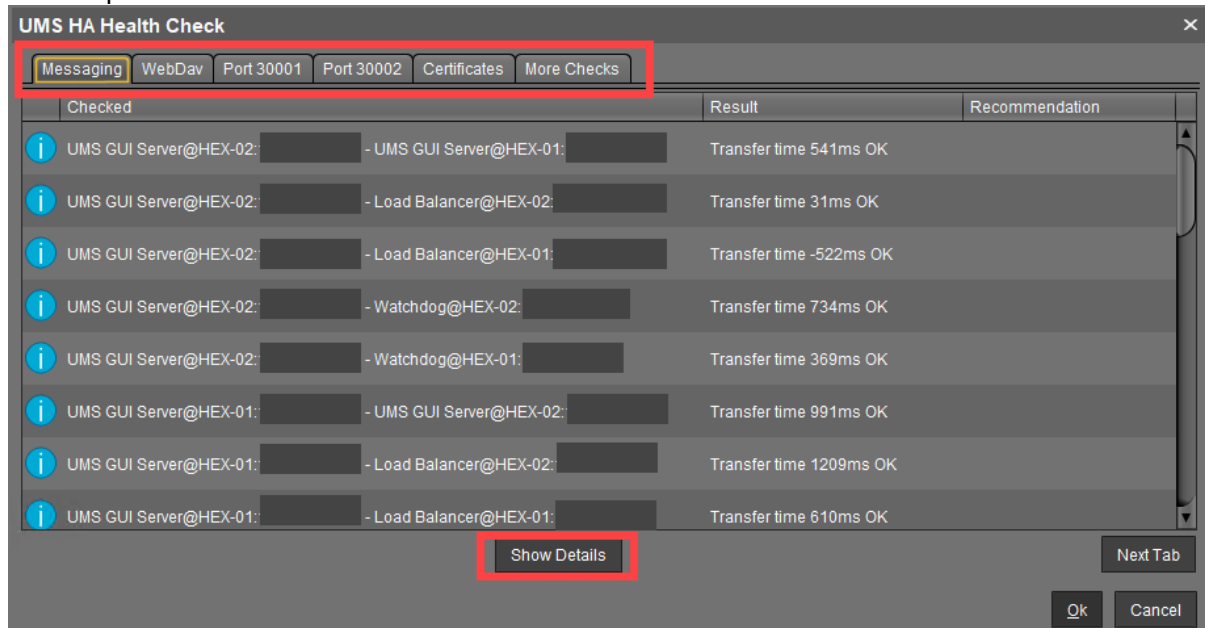 UMS HA Health Check ×
Messaging WebDav Port 30001 Port 30002 Certificates More Checks
Checked Result Recommendation
UMS GUI Server@HEX-02: - UMS GUI Server@HEX-01: Transfer time 541ms OK
UMS GUI Server@HEX-02: - Load Balancer@HEX-02: Transfer time 31ms OK
UMS GUI Server@HEX-02: - Load Balancer@HEX-01: Transfer time -522ms OK
UMS GUI Server@HEX-02: - Watchdog@HEX-02: Transfer time 734ms OK
UMS GUI Server@HEX-02: - Watchdog@HEX-01: Transfer time 369ms OK
UMS GUI Server@HEX-01: - UMS GUI Server@HEX-02: Transfer time 991ms OK
UMS GUI Server@HEX-01: - Load Balancer@HEX-02: Transfer time 1209ms OK
UMS GUI Server@HEX-01: - Load Balancer@HEX-01: Transfer time 610ms OK
Show Details Next Tab
Ok Cancel